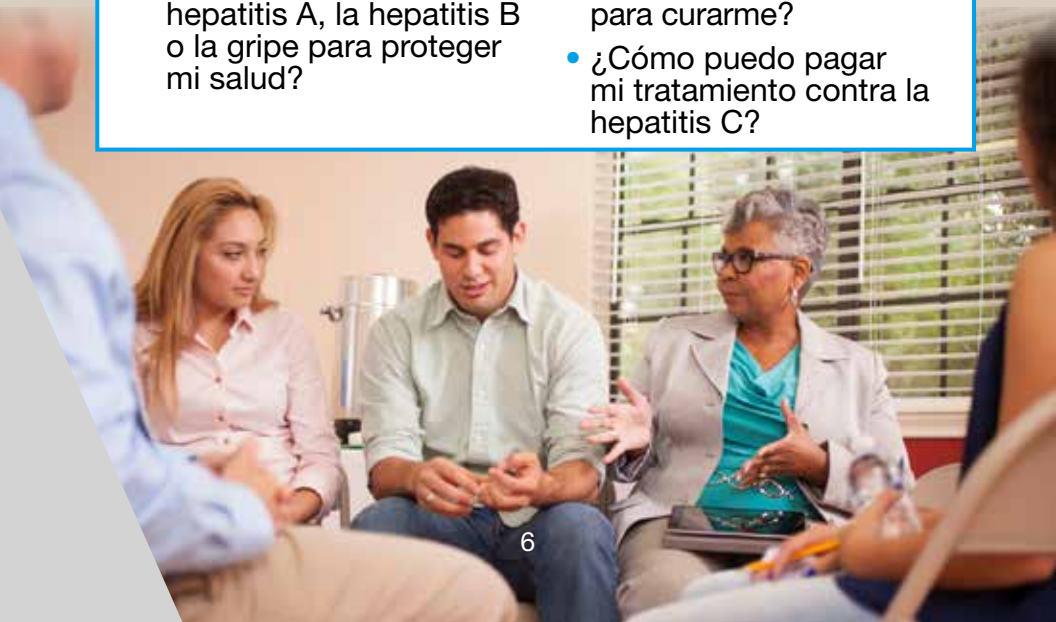 hepatitis A, la hepatitis B
o la gripe para proteger
mi salud?
para curarme?
• ¿Cómo puedo pagar
mi tratamiento contra la
hepatitis C?
6